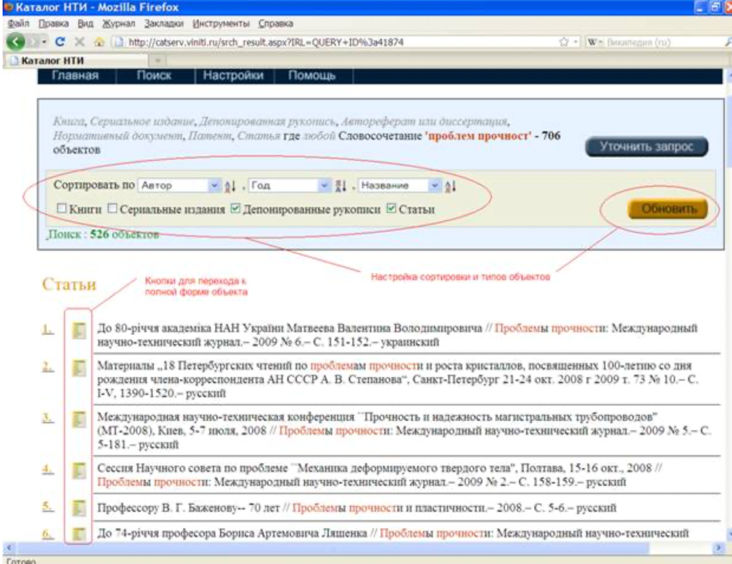 Каталог НТИ - Mozilla Firefox
Файл Правка Вид Журнал Закладки Инструменты Справка
http://catserv.viniti.ru/srch_result.aspx?IRL=QUERY+ID%3a41874 Википедия (ru)
Каталог НТИ
Главная Поиск Настройки Помощь
Книга, Сериальное издание, Депонированная рукопись, Автореферат или диссертация,
Нормативный документ, Патент, Статья где любой Словосочетание 'проблем прочност' - 706
объектов
Уточнить запрос
Сортировать по Автор , Год , Название
Книги Сериальные издания Депонированные рукописи Статьи
Обновить
Поиск : 526 объектов
Статьи
Кнопки для перехода к
полной форме объекта
Настройка сортировки и типов объектов
1. До 80-річчя академіка НАН України Матвеева Валентина Володимировича // Проблемы прочности: Международный
научно-технический журнал.– 2009 № 6.– С. 151-152.– украинский
2. Материалы „18 Петербургских чтений по проблемам прочности и роста кристаллов, посвященных 100-летию со дня
рождения члена-корреспондента АН СССР А. В. Степанова“, Санкт-Петербург 21-24 окт. 2008 г 2009 т. 73 № 10.– С.
I-V, 1390-1520.– русский
3. Международная научно-техническая конференция ``Прочность и надежность магистральных трубопроводов''
(МТ-2008), Киев, 5-7 июля, 2008 // Проблемы прочности: Международный научно-технический журнал.– 2009 № 5.– С.
5-181.– русский
4. Сессия Научного совета по проблеме ``Механика деформируемого твердого тела'', Полтава, 15-16 окт., 2008 //
Проблемы прочности: Международный научно-технический журнал.– 2009 № 2.– С. 158-159.– русский
5. Профессору В. Г. Баженову-- 70 лет // Проблемы прочности и пластичности.– 2008.– С. 5-6.– русский
6. До 74-річчя професора Бориса Артемовича Ляшенка // Проблемы прочности: Международный научно-технический
Готово